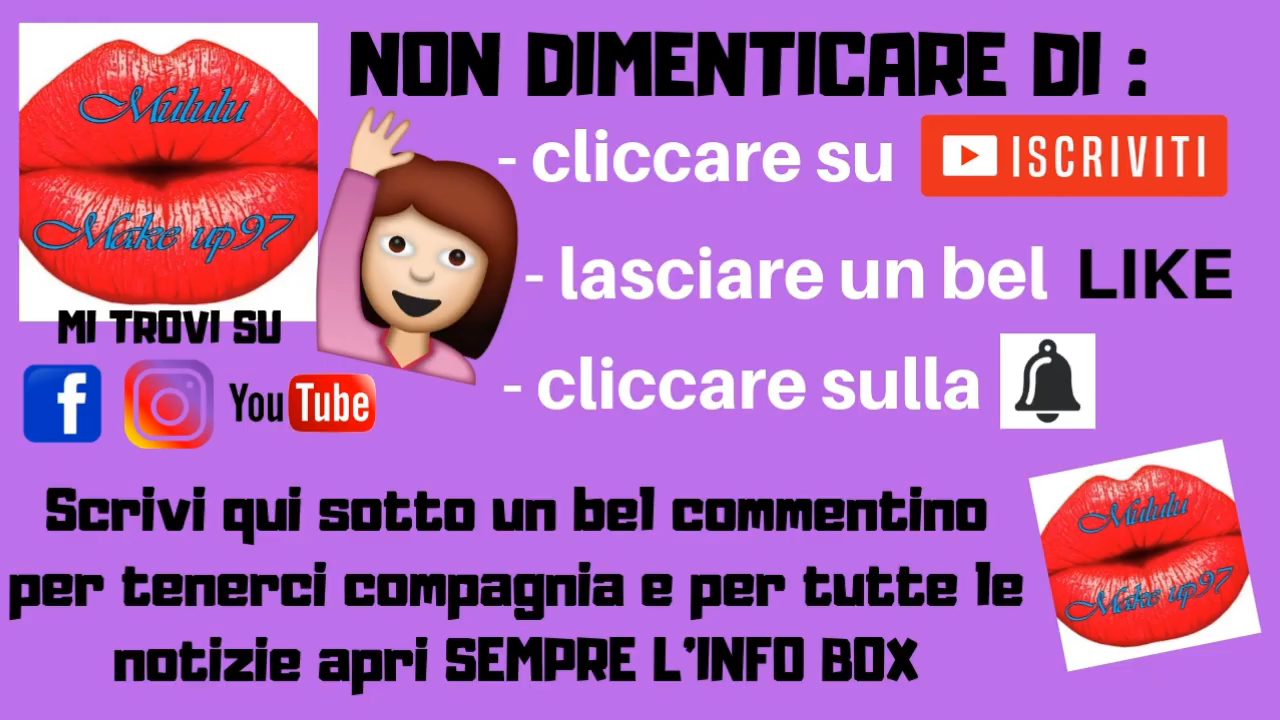 NON DIMENTICARE DI :
Mululu
Make up97
- cliccare su ISCRIVITI
- lasciare un bel LIKE
- cliccare sulla
MI TROVI SU
f
You Tube
Scrivi qui sotto un bel commentino
per tenerci compagnia e per tutte le
notizie apri SEMPRE L'INFO BOX
Mululu
Make up97